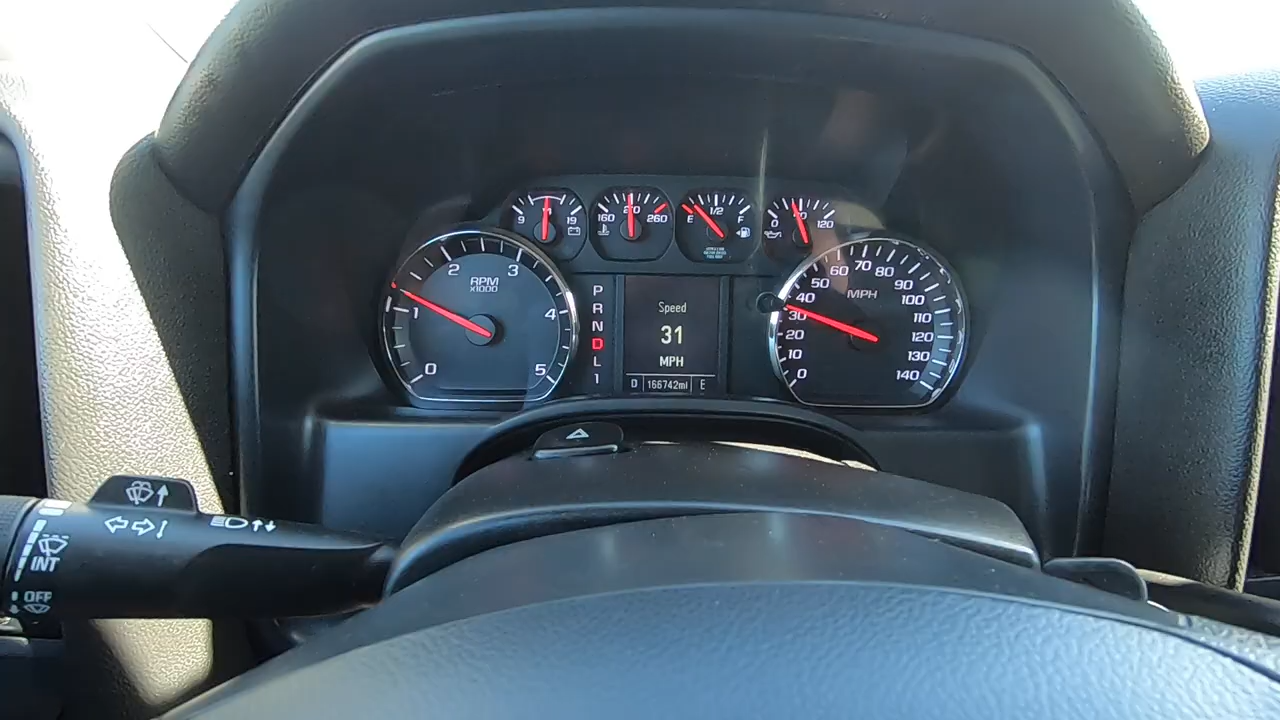 9 19
160 210 260
E 1/2 F
0 120
0 1 2 3 4 5
RPM
X1000
P
R
N
D
L
1
Speed
31
MPH
D 166742mi E
0 10 20 30 40 50 60 70 80 90 100 110 120 130 140
MPH
INT
OFF